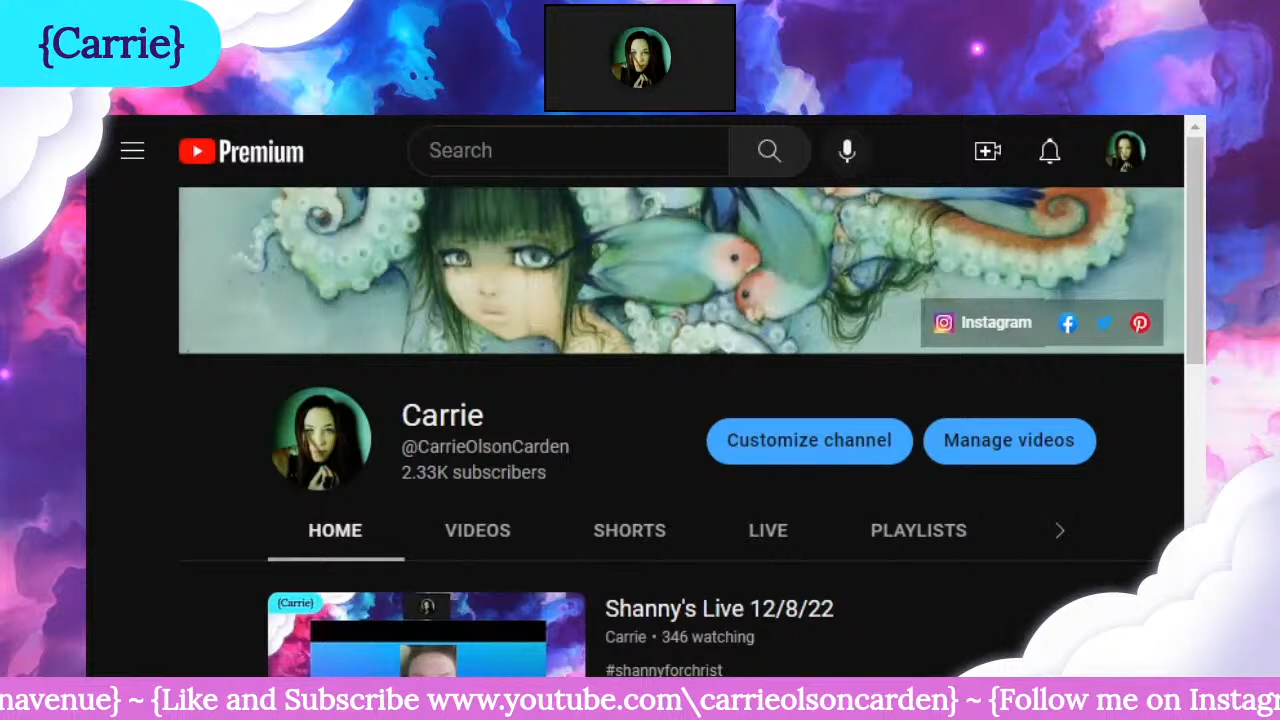 {Carrie}
Premium
Search
Instagram
Carrie
@CarrieOlsonCarden
2.33K subscribers
Customize channel
Manage videos
HOME
VIDEOS
SHORTS
LIVE
PLAYLISTS
{Carrie}
Shanny's Live 12/8/22
Carrie • 346 watching
#shannyforchrist
navenue} ~ {Like and Subscribe www.youtube.com\carrieolsoncarden} ~ {Follow me on Instag